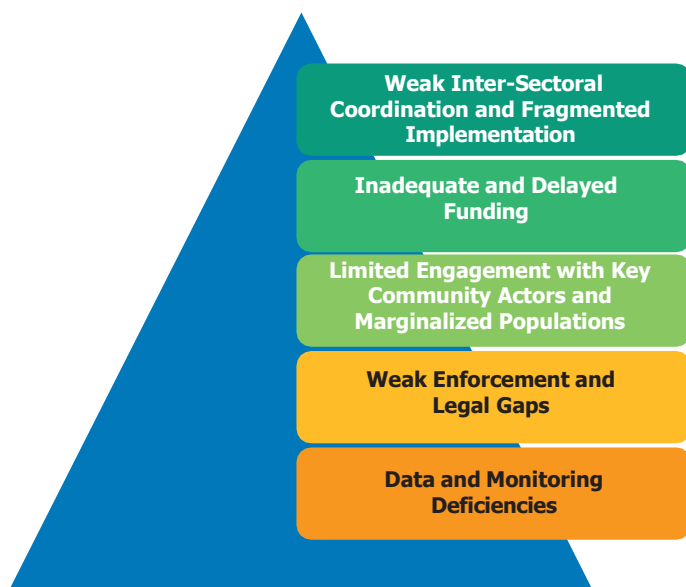 Weak Inter-Sectoral
Coordination and Fragmented
Implementation
Inadequate and Delayed
Funding
Limited Engagement with Key
Community Actors and
Marginalized Populations
Weak Enforcement and
Legal Gaps
Data and Monitoring
Deficiencies